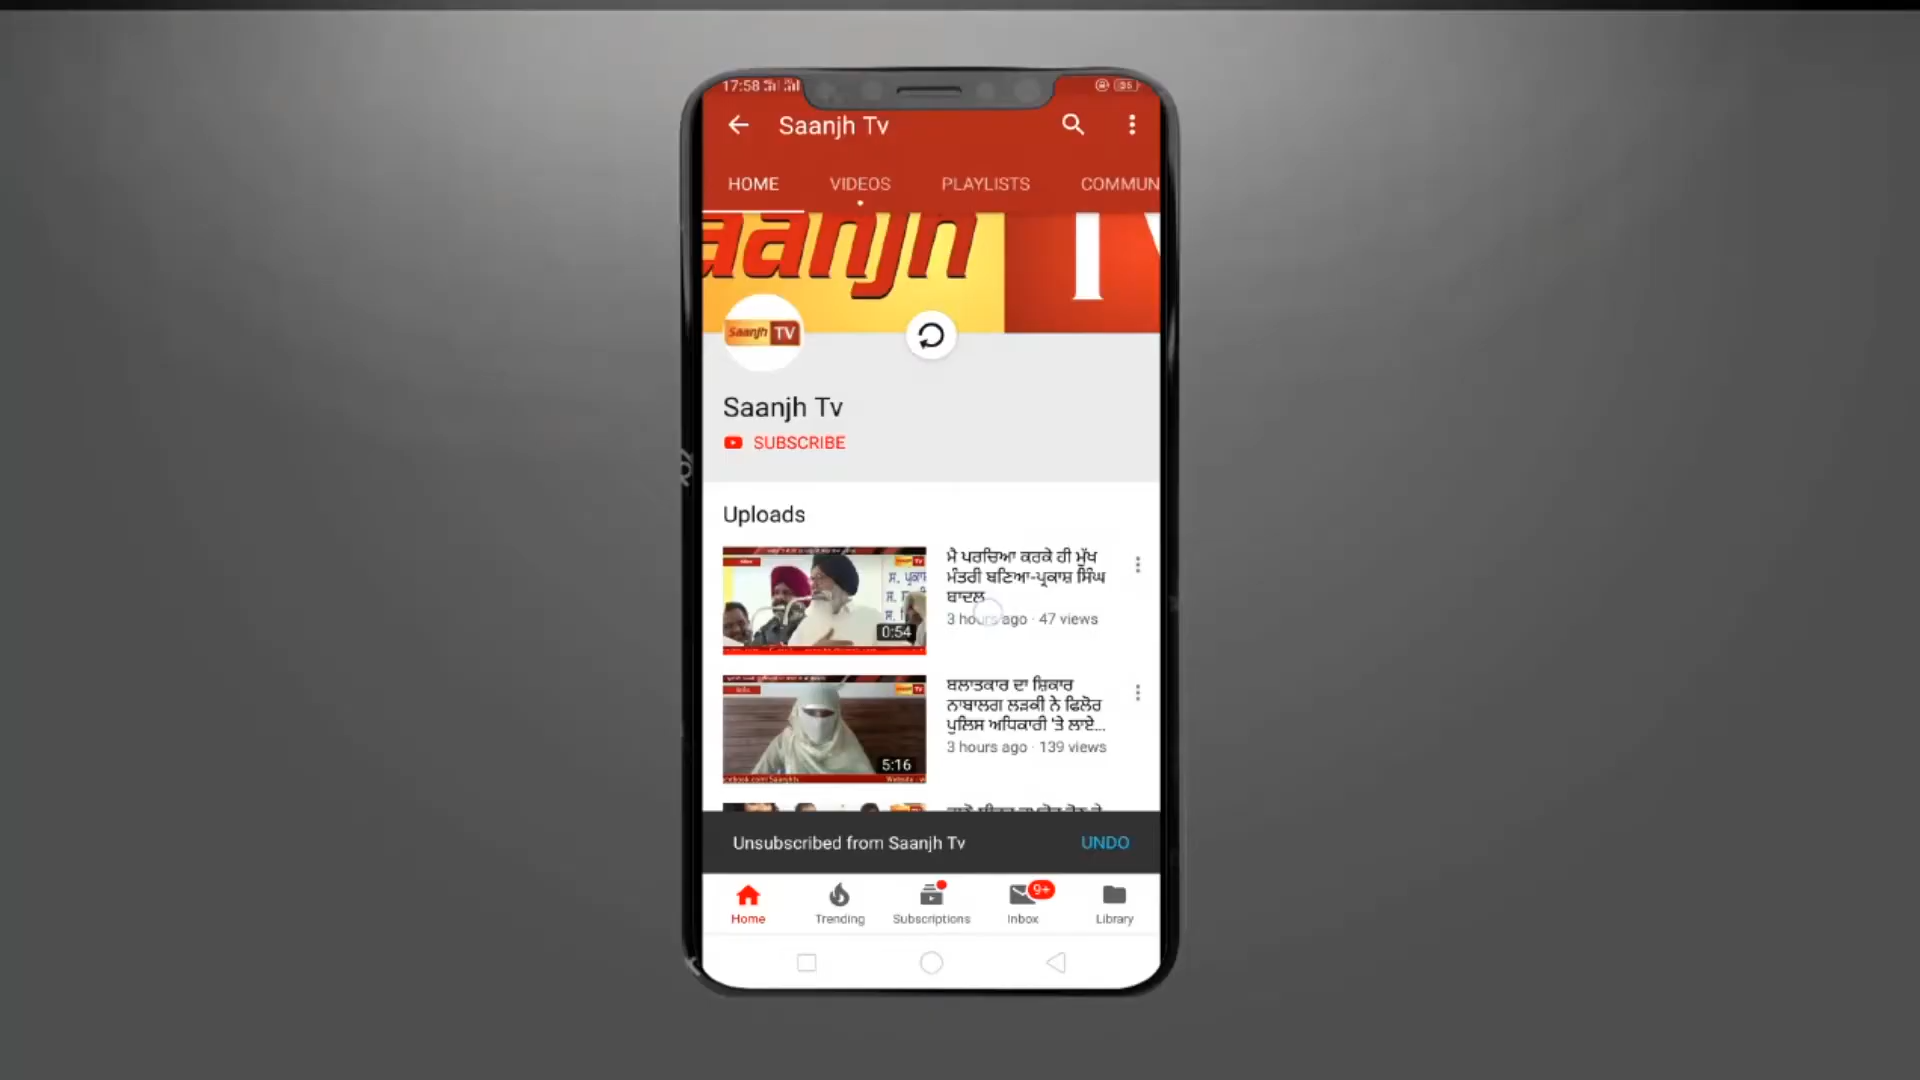 17:58
Saanjh Tv
HOME VIDEOS PLAYLISTS COMMUN
aanjh TV
Saanjh TV
Saanjh Tv
SUBSCRIBE
Uploads
ਮੈ ਪਰਚਿਆ ਕਰਕੇ ਹੀ ਮੁੱਖ
ਮੰਤਰੀ ਬਣਿਆ-ਪ੍ਰਕਾਸ਼ ਸਿੰਘ
ਬਾਦਲ
3 hours ago · 47 views
0:54
ਬਲਾਤਕਾਰ ਦਾ ਸ਼ਿਕਾਰ
ਨਾਬਾਲਗ ਲੜਕੀ ਨੇ ਫਿਲੋਰ
ਪੁਲਿਸ ਅਧਿਕਾਰੀ 'ਤੇ ਲਾਏ...
3 hours ago · 139 views
5:16
Unsubscribed from Saanjh Tv UNDO
9+
Home Trending Subscriptions Inbox Library